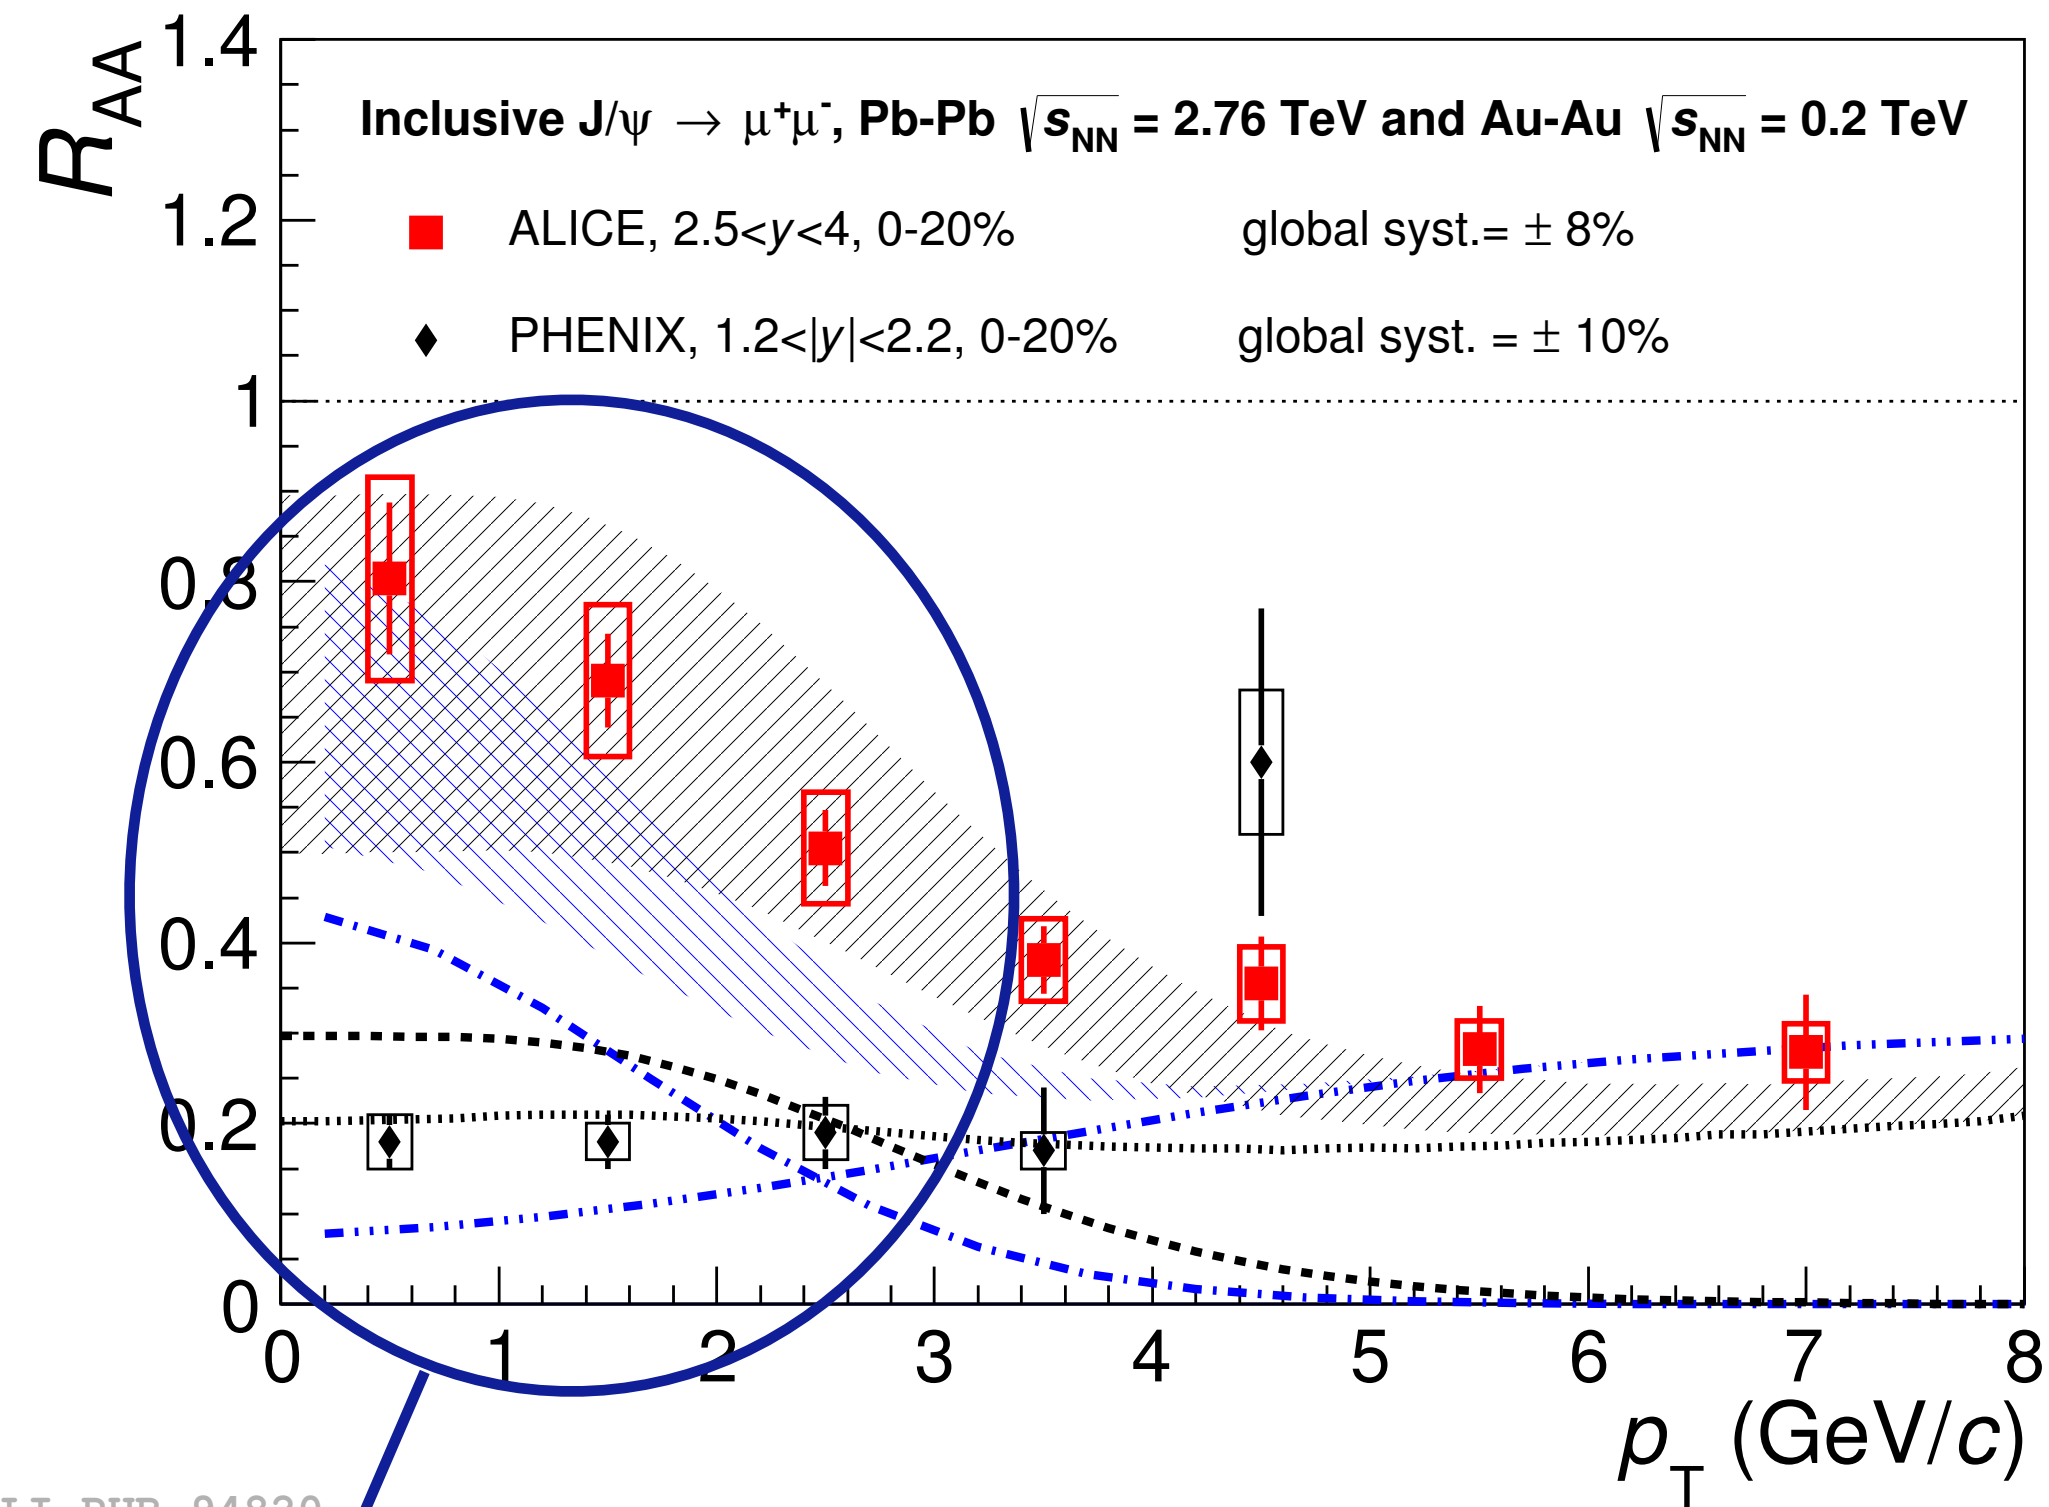 R_AA
1.4
1.2
1
0.8
0.6
0.4
0.2
0
Inclusive J/ψ → μ⁺μ⁻, Pb-Pb √s_NN = 2.76 TeV and Au-Au √s_NN = 0.2 TeV
ALICE, 2.5<y<4, 0-20% global syst.= ± 8%
PHENIX, 1.2<|y|<2.2, 0-20% global syst. = ± 10%
0 1 2 3 4 5 6 7 8
p_T (GeV/c)